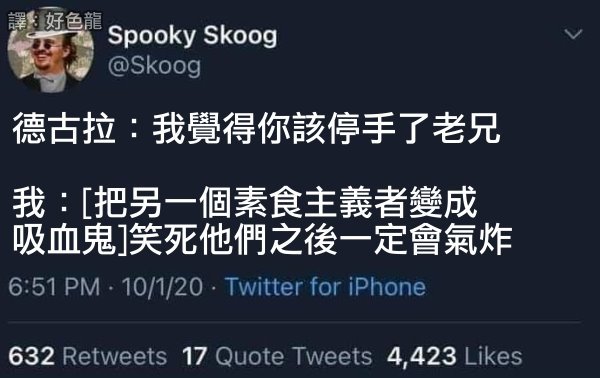 譯：好色龍
Spooky Skoog
@Skoog
德古拉：我覺得你該停手了老兄
我：[把另一個素食主義者變成
吸血鬼]笑死他們之後一定會氣炸
6:51 PM · 10/1/20 · Twitter for iPhone
632 Retweets 17 Quote Tweets 4,423 Likes